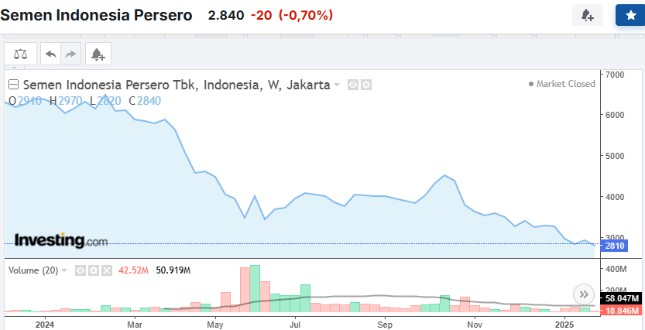 Semen Indonesia Persero 2.840 -20 (-0,70%)
Semen Indonesia Persero Tbk, Indonesia, W, Jakarta
Market Closed
O2910 H2970 L2820 C2840
7000
6000
5000
4000
3000
2810
Investing.com
Volume (20) 42.52M 50.919M
400M
200M
58.047M
18.846M
2024 Mar May Jul Sep Nov 2025